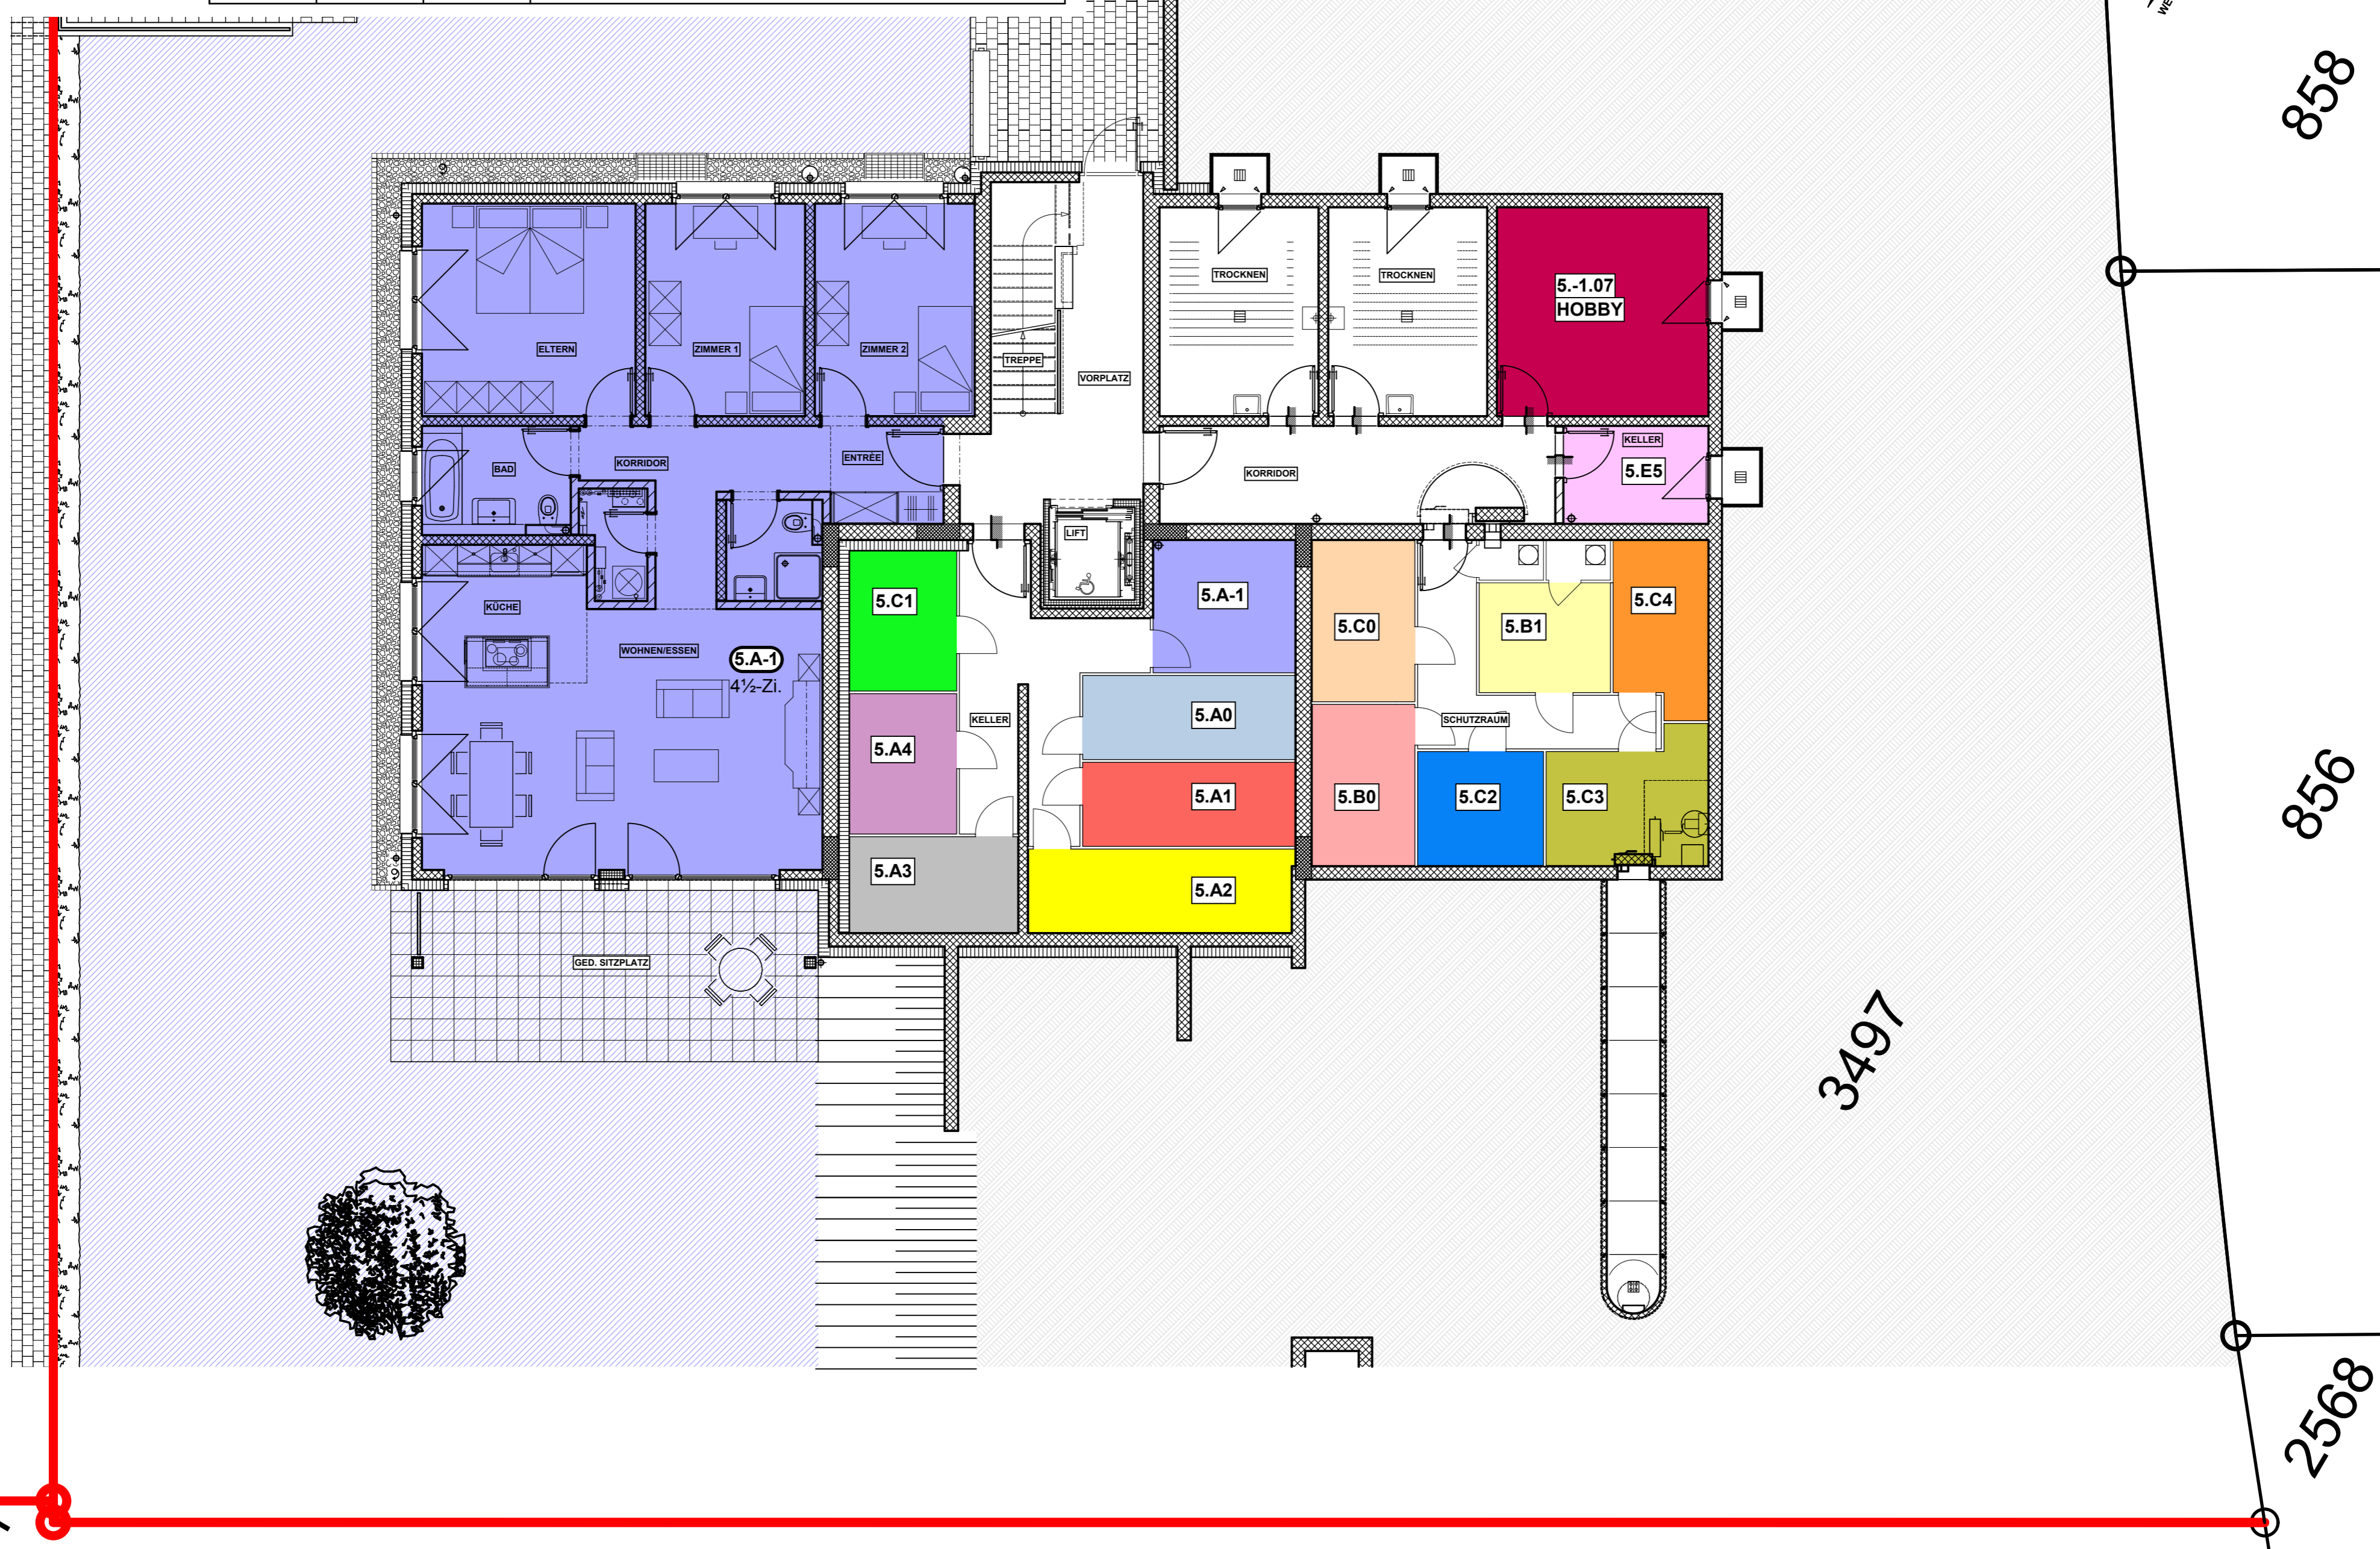 WE
858
5.-1.07
HOBBY
TROCKNEN
TROCKNEN
ELTERN
ZIMMER 1
ZIMMER 2
TREPPE
VORPLATZ
KELLER
5.E5
BAD
KORRIDOR
ENTRÉE
KORRIDOR
LIFT
KÜCHE
WOHNEN/ESSEN
5.A-1
4½-Zi.
5.C1
5.A-1
5.C0
5.B1
5.C4
KELLER
5.A0
SCHUTZRAUM
5.A4
5.A1
5.B0
5.C2
5.C3
856
5.A3
5.A2
GED. SITZPLATZ
3497
2568